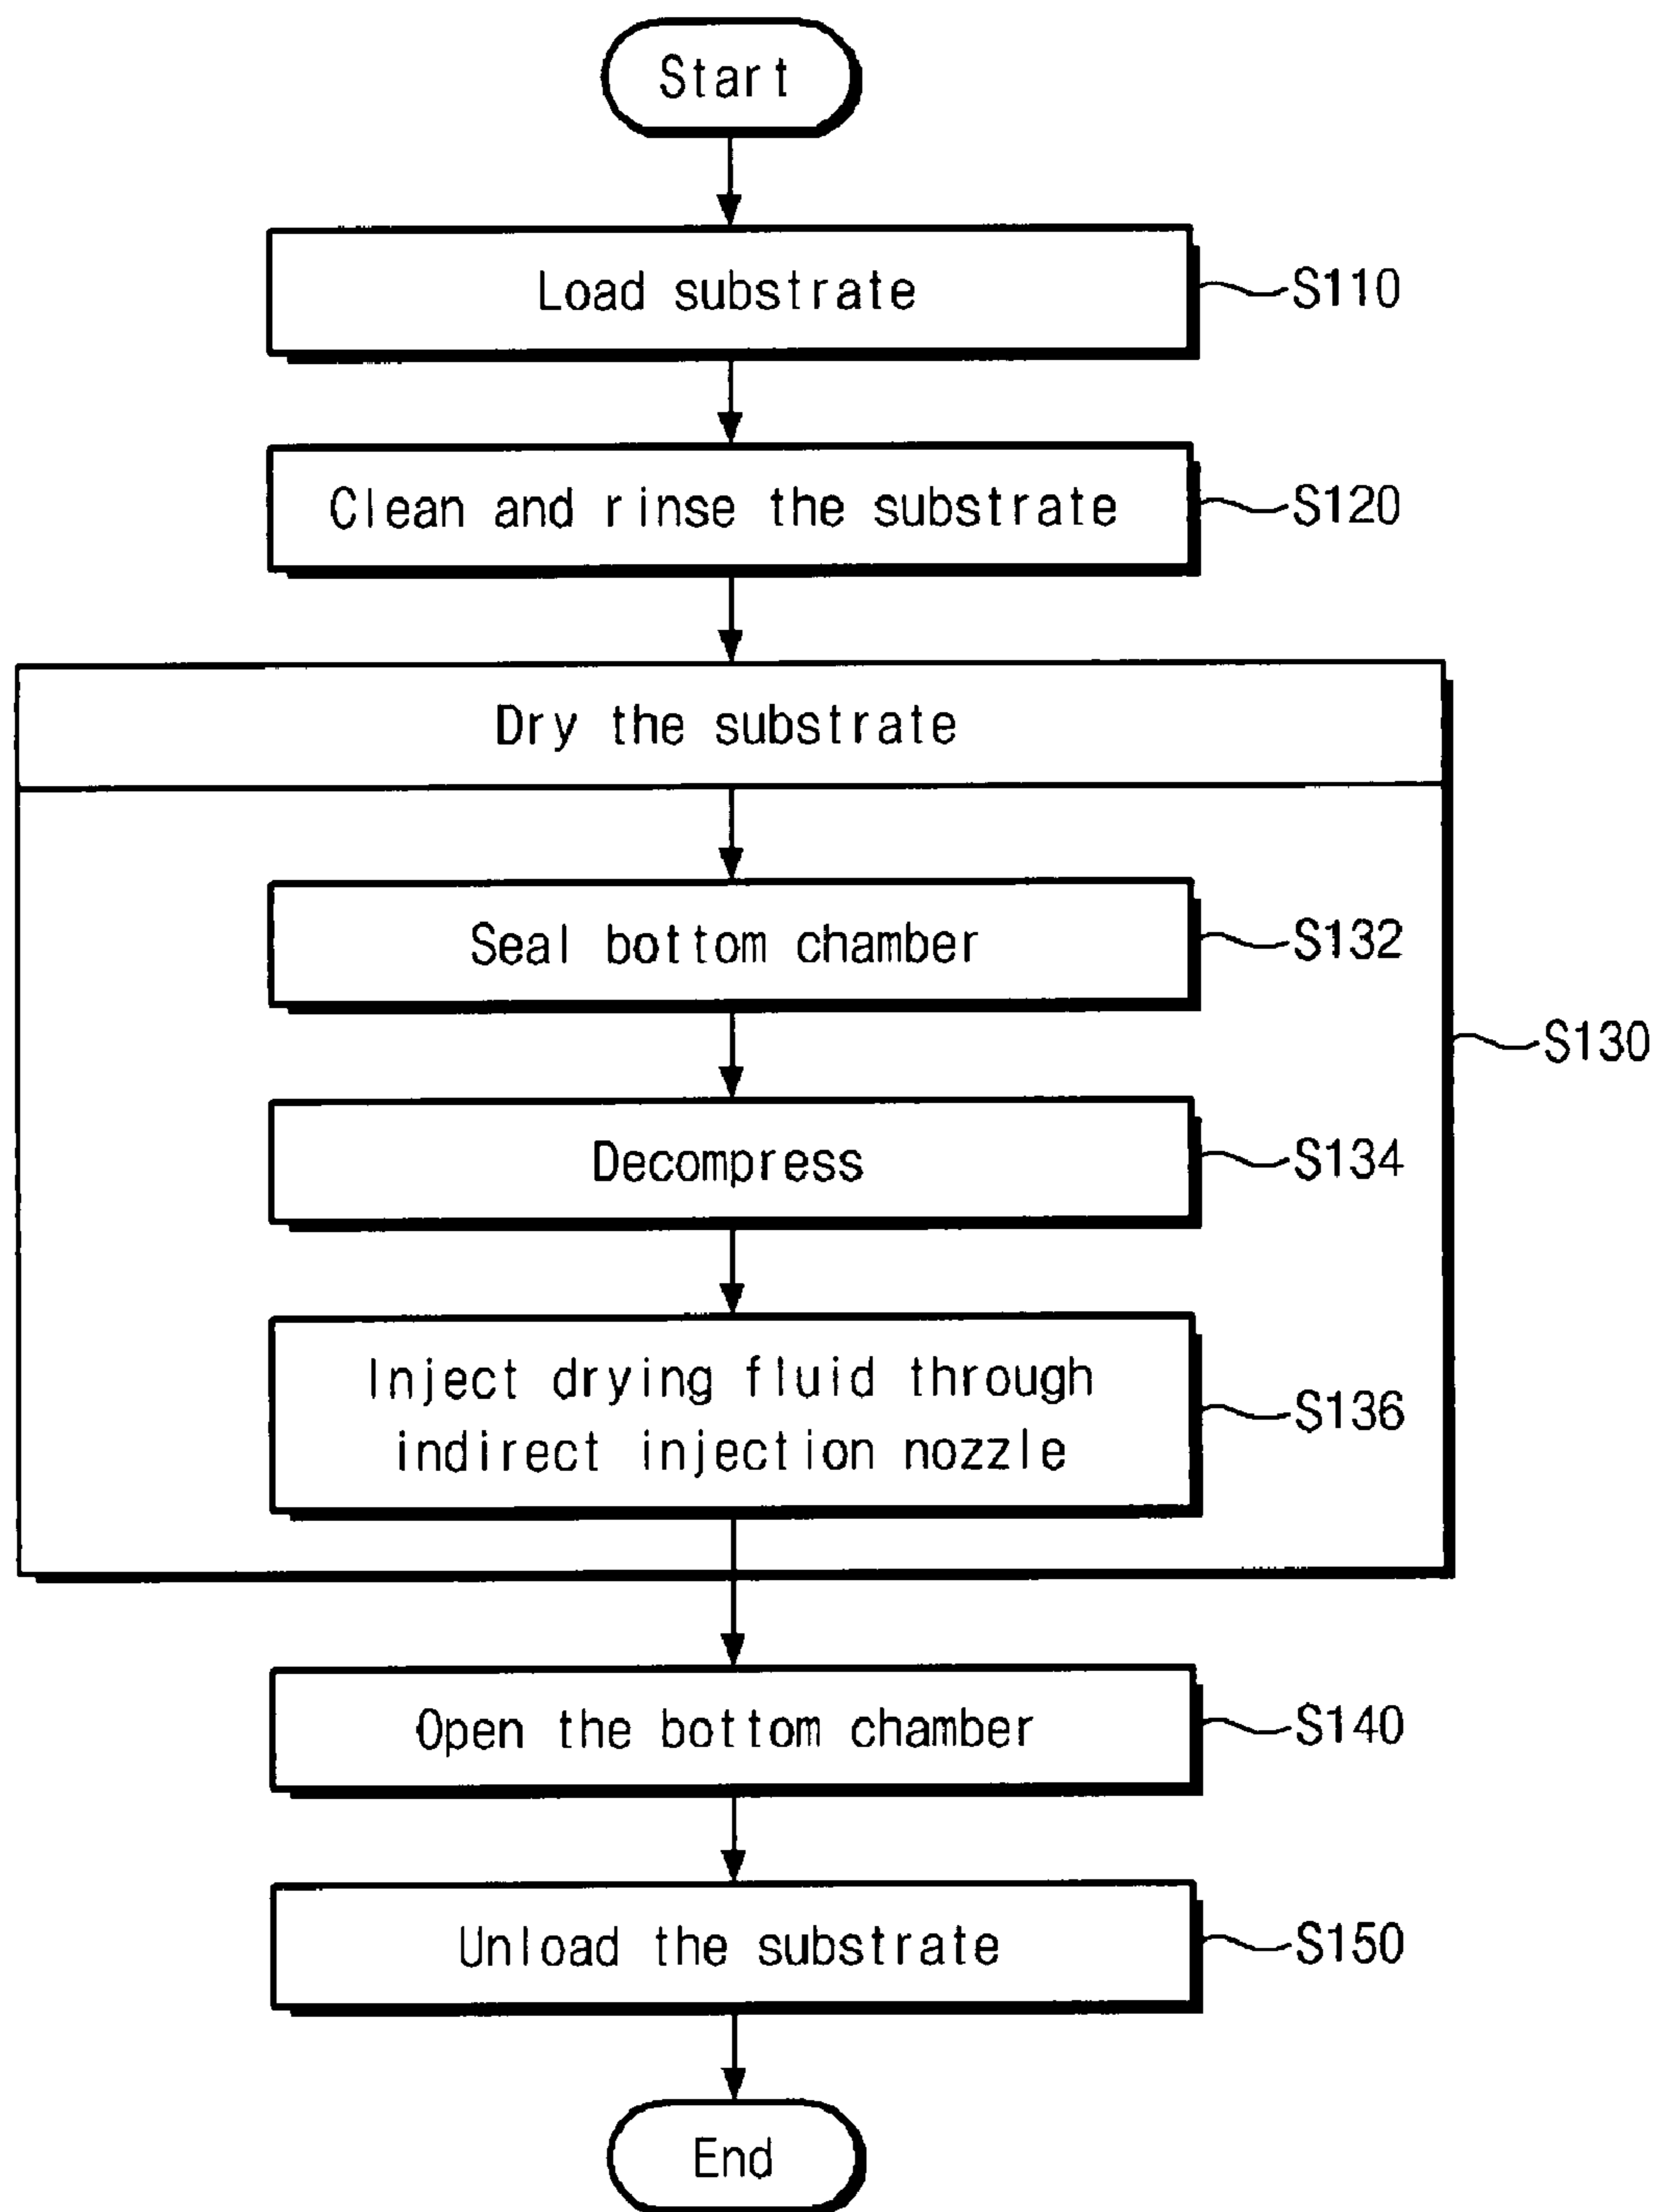 Start
Load substrate
S110
Clean and rinse the substrate
S120
Dry the substrate
Seal bottom chamber
S132
S130
Decompress
S134
Inject drying fluid through
indirect injection nozzle
S136
Open the bottom chamber
S140
Unload the substrate
S150
End